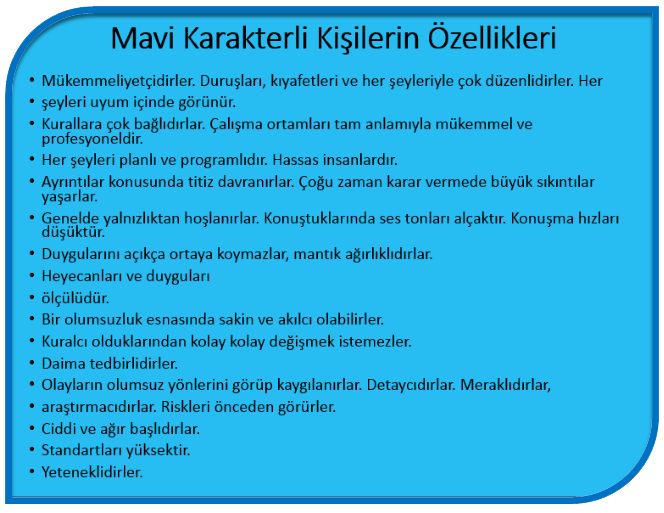 Mavi Karakterli Kişilerin Özellikleri
• Mükemmeliyetçidirler. Duruşları, kıyafetleri ve her şeyleriyle çok düzenlidirler. Her
• şeyleri uyum içinde görünür.
• Kurallara çok bağlıdırlar. Çalışma ortamları tam anlamıyla mükemmel ve
profesyoneldir.
• Her şeyleri planlı ve programlıdır. Hassas insanlardır.
• Ayrıntılar konusunda titiz davranırlar. Çoğu zaman karar vermede büyük sıkıntılar
yaşarlar.
• Genelde yalnızlıktan hoşlanırlar. Konuştuklarında ses tonları alçaktır. Konuşma hızları
düşüktür.
• Duygularını açıkça ortaya koymazlar, mantık ağırlıklıdırlar.
• Heyecanları ve duyguları
• ölçülüdür.
• Bir olumsuzluk esnasında sakin ve akılcı olabilirler.
• Kuralcı olduklarından kolay kolay değişmek istemezler.
• Daima tedbirlidirler.
• Olayların olumsuz yönlerini görüp kaygılanırlar. Detaycıdırlar. Meraklıdırlar,
• araştırmacıdırlar. Riskleri önceden görürler.
• Ciddi ve ağır başlıdırlar.
• Standartları yüksektir.
• Yeteneklidirler.